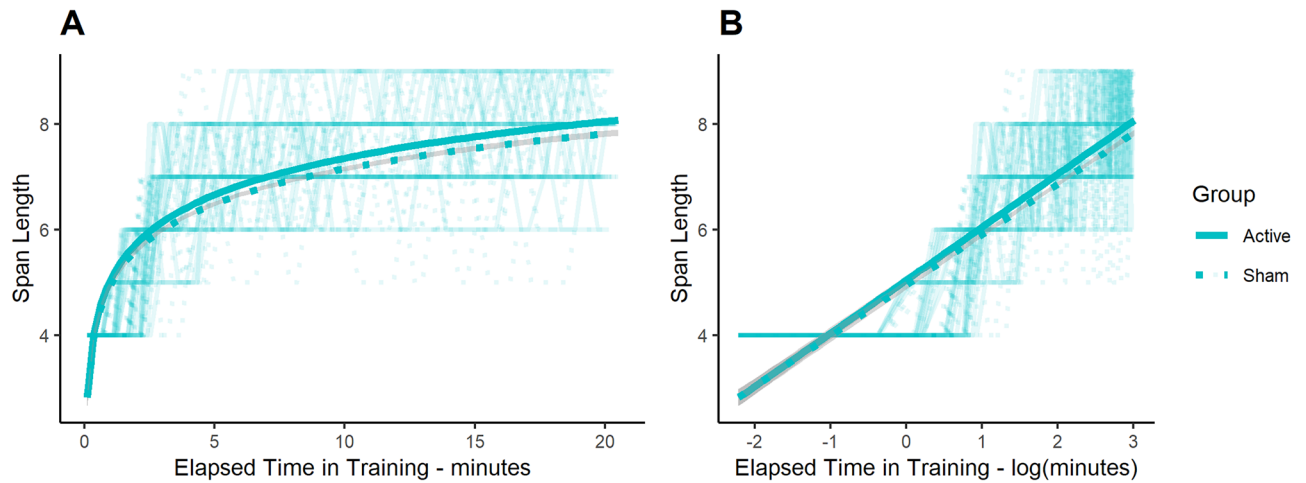 A
B
8
6
4
Span Length
0 5 10 15 20
Elapsed Time in Training - minutes
8
6
4
Span Length
-2 -1 0 1 2 3
Elapsed Time in Training - log(minutes)
Group
Active
Sham